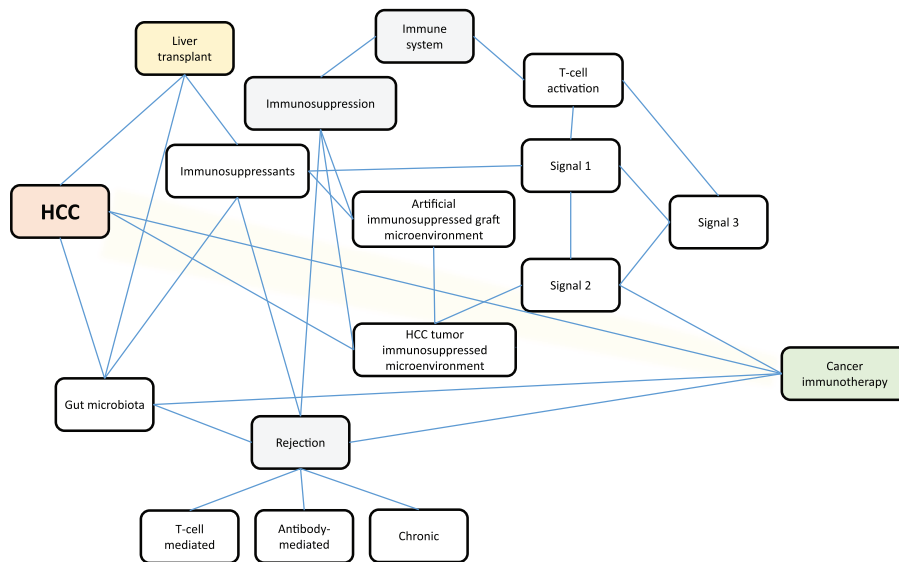 Immune
system
Liver
transplant
T-cell
activation
Immunosuppression
Immunosuppressants
Signal 1
HCC
Artificial
immunosuppressed graft
microenvironment
Signal 3
Signal 2
HCC tumor
immunosuppressed
microenvironment
Cancer
immunotherapy
Gut microbiota
Rejection
T-cell
mediated
Antibody-
mediated
Chronic